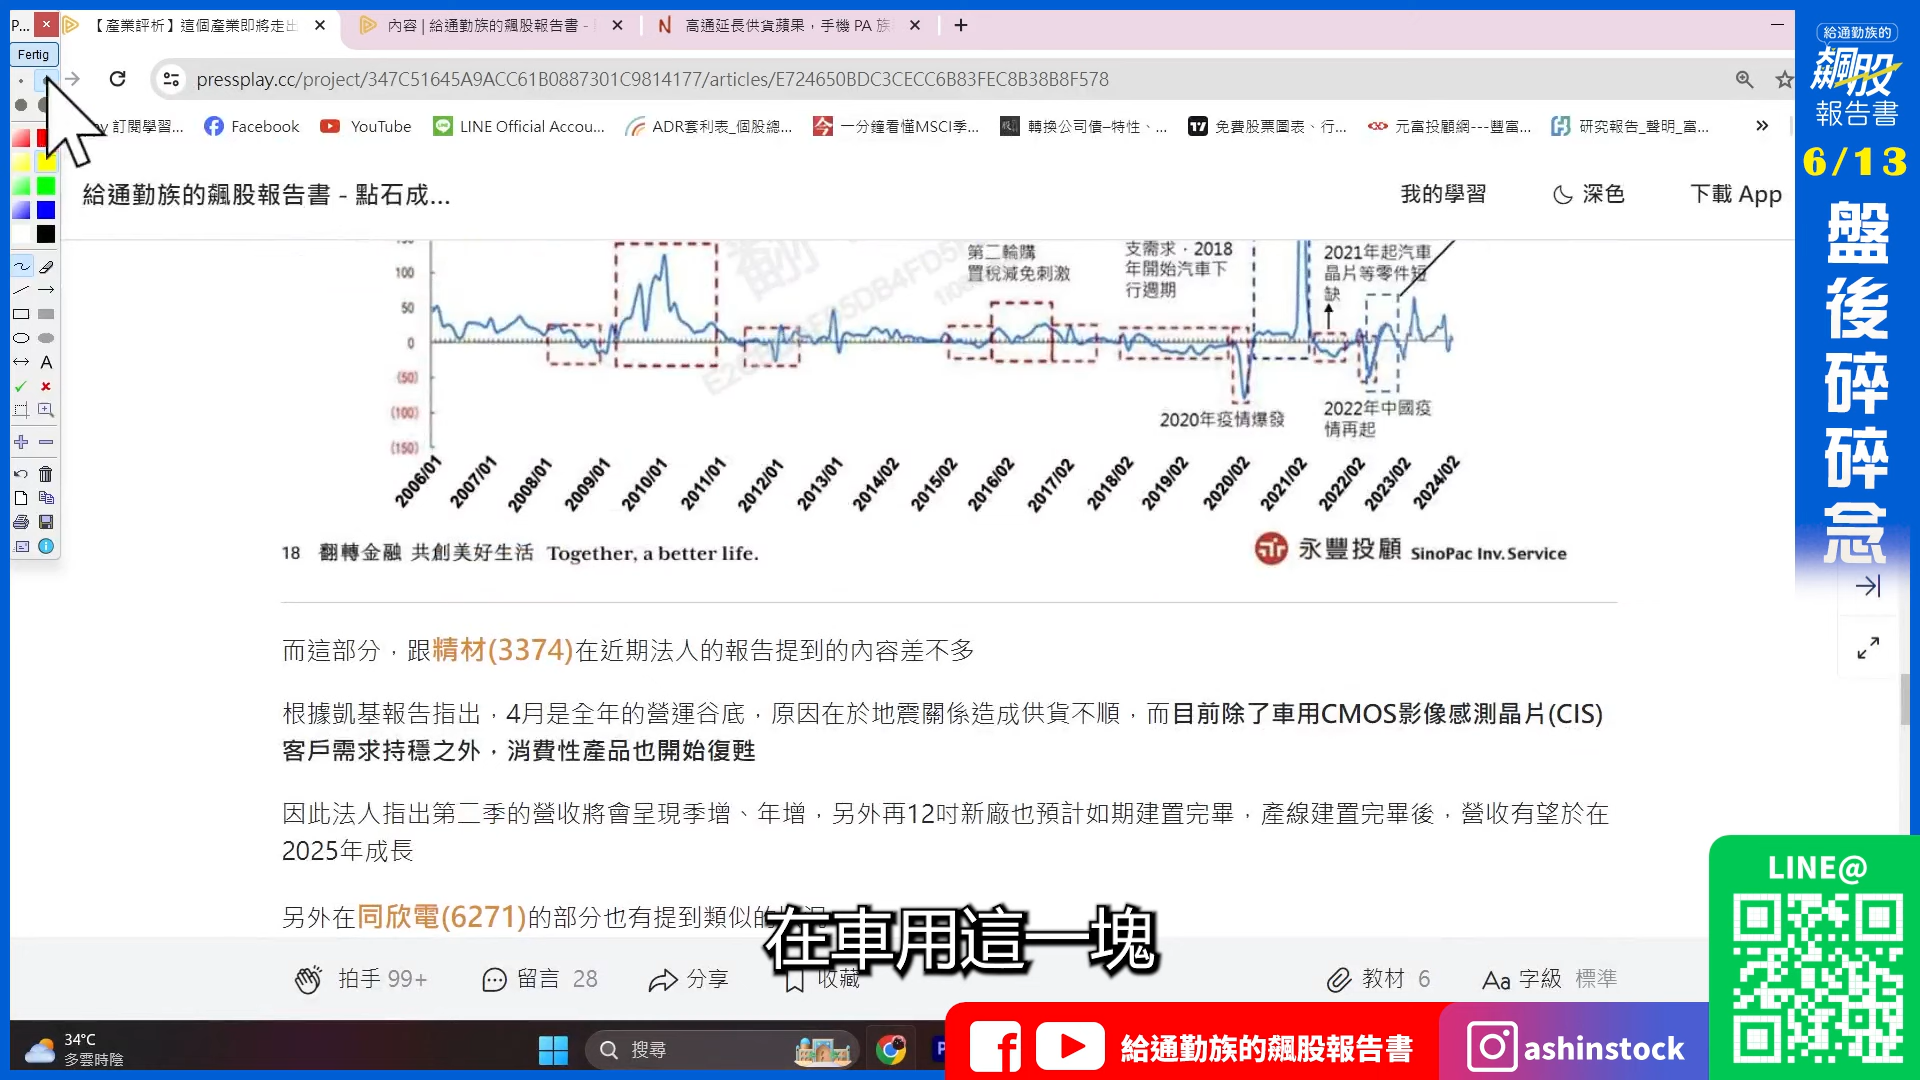 P...
【產業評析】這個產業即將走出
內容 | 給通勤族的飆股報告書 -
高通延長供貨蘋果，手機 PA 族
Fertig
pressplay.cc/project/347C51645A9ACC61B0887301C9814177/articles/E724650BDC3CECC6B83FEC8B38B8F578
訂閱學習...
Facebook
YouTube
LINE Official Accou...
ADR套利表_個股總...
一分鐘看懂MSCI季...
轉換公司債–特性、...
免費股票圖表、行...
元富投顧網---豐富...
研究報告_聲明_富...
給通勤族的飆股報告書 - 點石成...
我的學習
深色
下載 App
第二輪購
置稅減免刺激
支需求，2018
年開始汽車下
行週期
2021年起汽車
晶片等零件短
缺
100
50
0
(50)
(100)
(150)
2020年疫情爆發
2022年中國疫
情再起
2006/01
2007/01
2008/01
2009/01
2010/01
2011/01
2012/01
2013/01
2014/02
2015/02
2016/02
2017/02
2018/02
2019/02
2020/02
2021/02
2022/02
2023/02
2024/02
18 翻轉金融 共創美好生活 Together, a better life.
永豐投顧 SinoPac Inv. Service
而這部分，跟精材(3374)在近期法人的報告提到的內容差不多
根據凱基報告指出，4月是全年的營運谷底，原因在於地震關係造成供貨不順，而目前除了車用CMOS影像感測晶片(CIS)
客戶需求持穩之外，消費性產品也開始復甦
因此法人指出第二季的營收將會呈現季增、年增，另外再12吋新廠也預計如期建置完畢，產線建置完畢後，營收有望於在
2025年成長
另外在同欣電(6271)的部分也有提到類似的
在車用這一塊
拍手 99+
留言 28
分享
收藏
教材 6
Aa 字級 標準
34°C
多雲時陰
搜尋
給通勤族的飆股報告書
ashinstock
給通勤族的
飆股
報告書
6/13
盤後碎碎念
LINE@